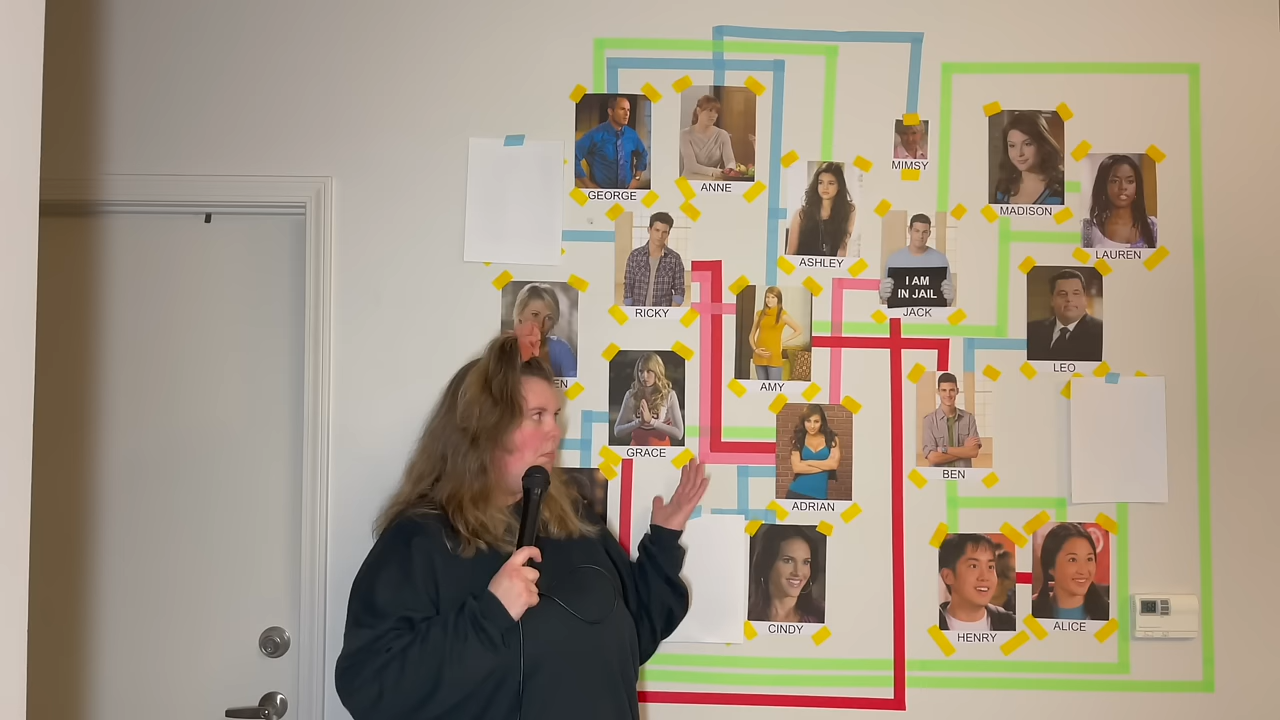 GEORGE
ANNE
MIMSY
MADISON
LAUREN
ASHLEY
RICKY
I AM
IN JAIL
JACK
LEO
AMY
EN
GRACE
ADRIAN
BEN
CINDY
HENRY
ALICE